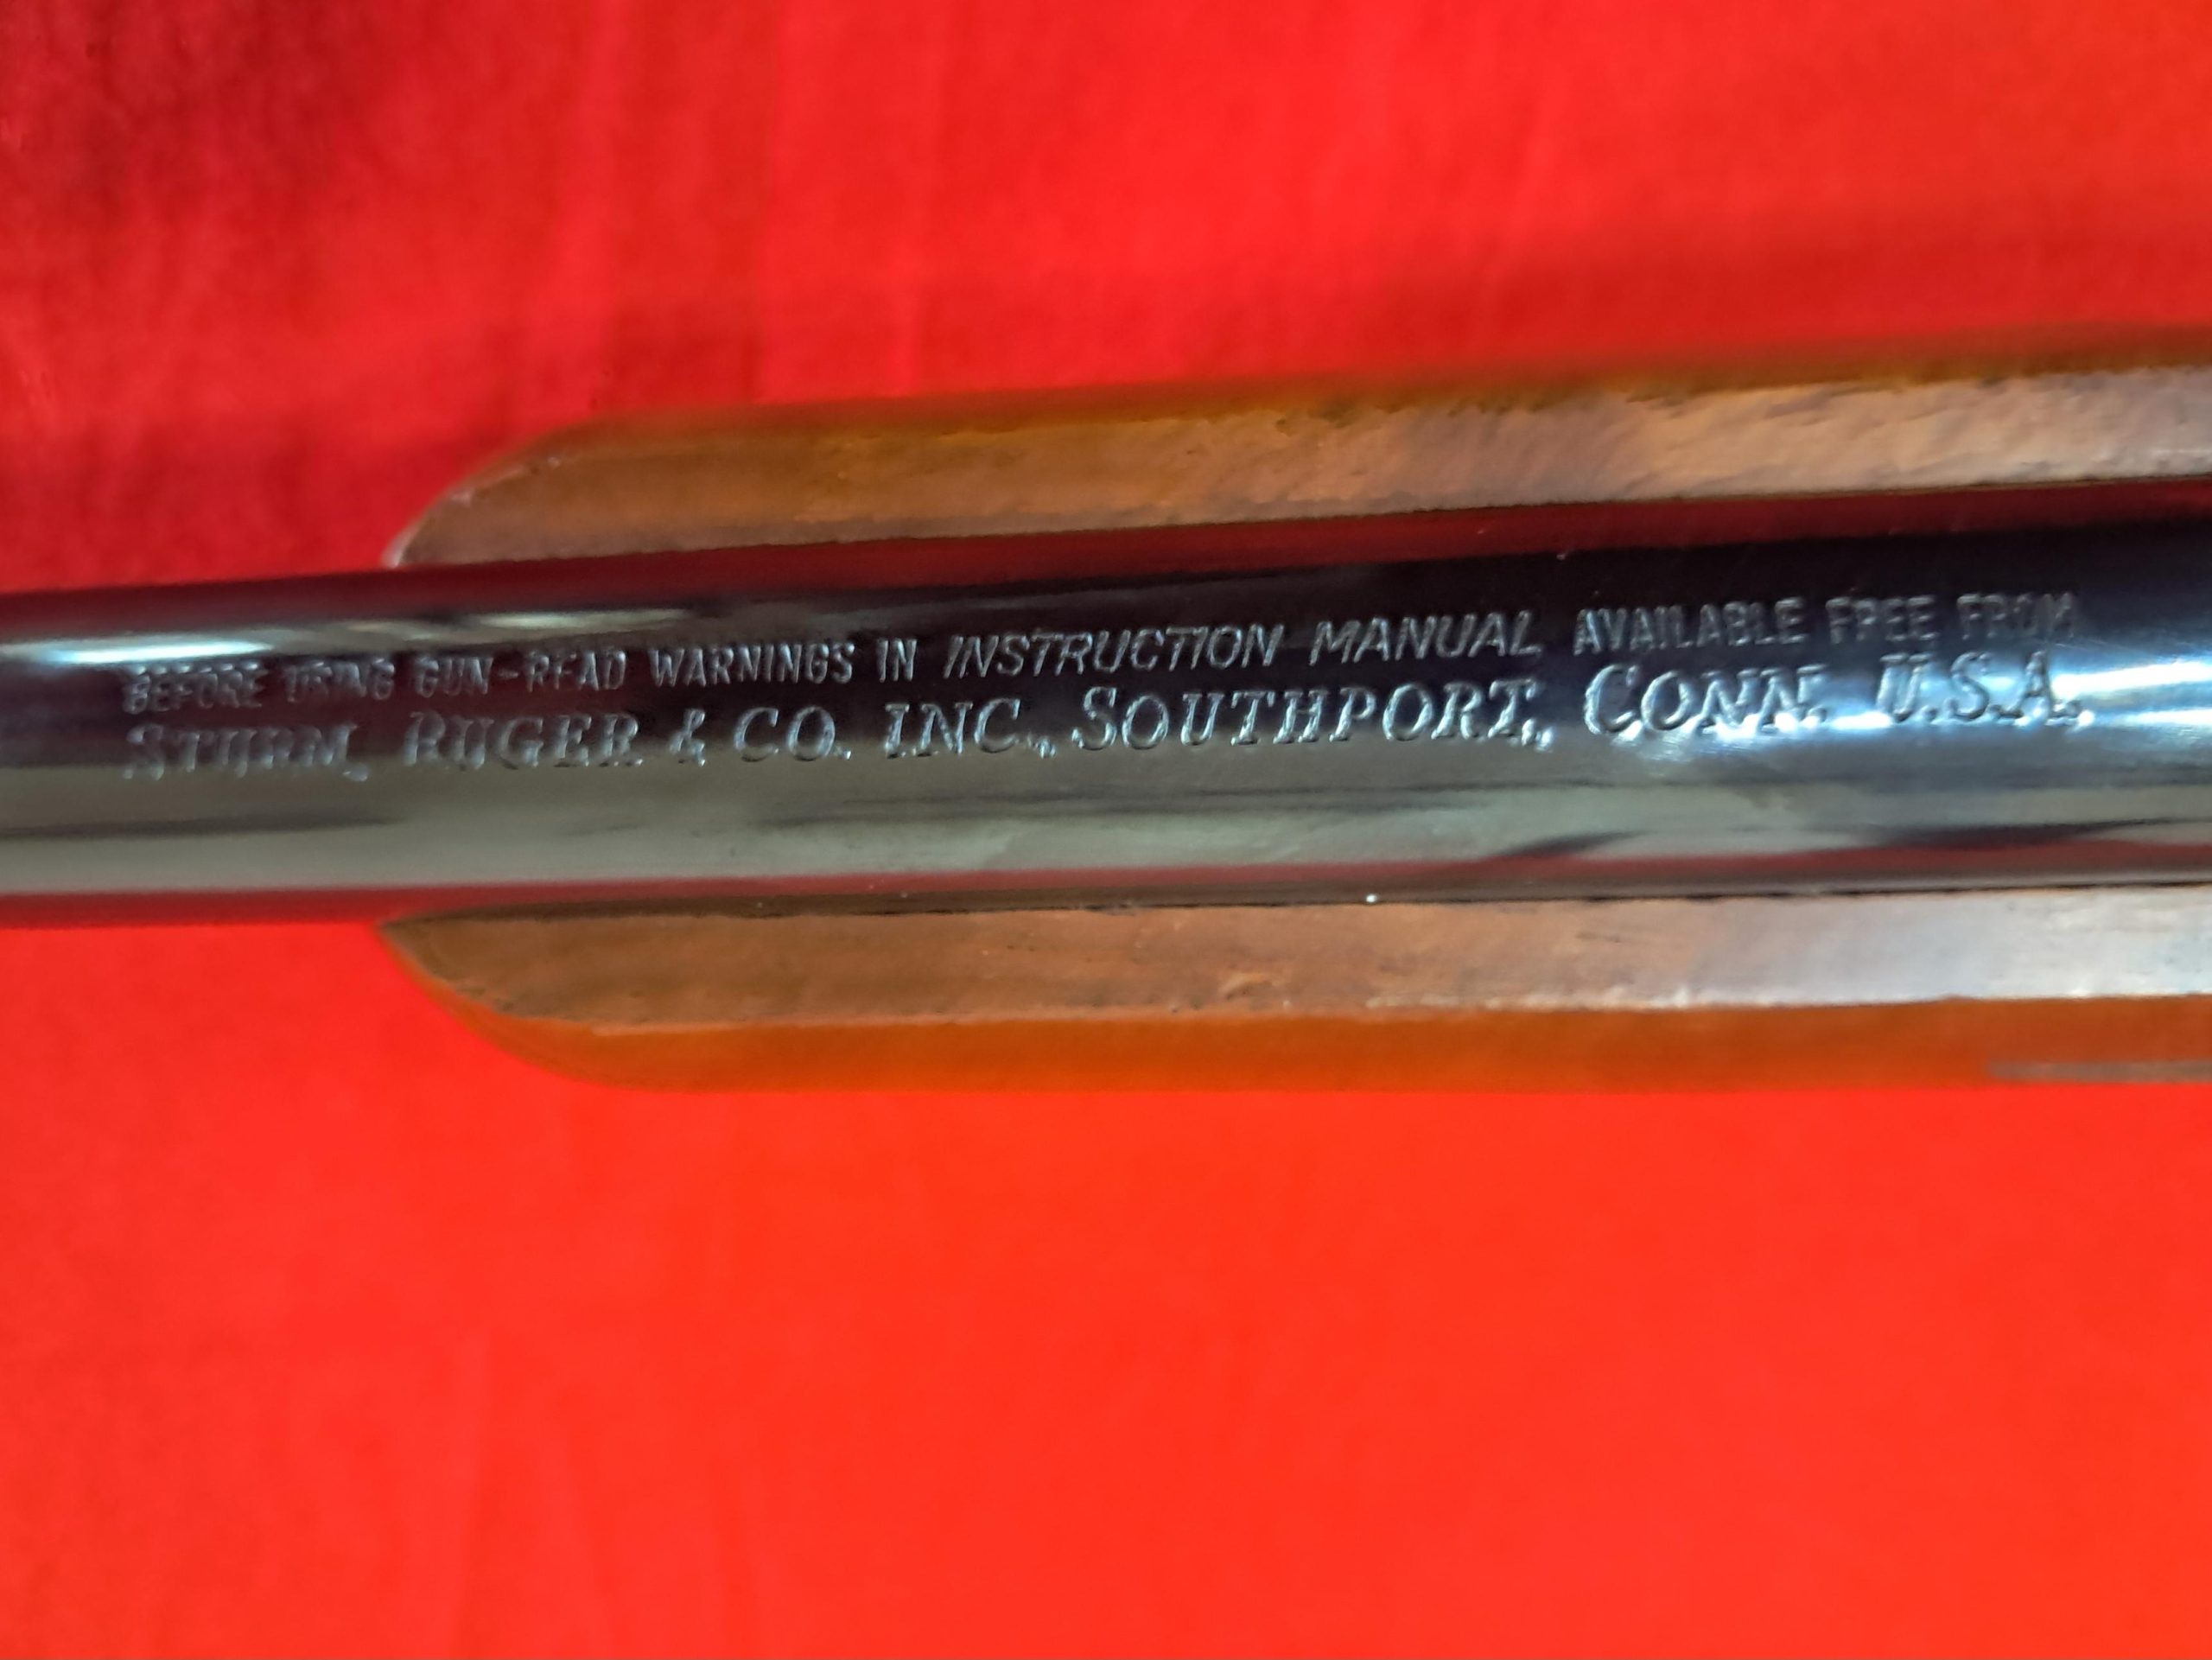 BEFORE USING GUN-READ WARNINGS IN INSTRUCTION MANUAL AVAILABLE FREE FROM
STURM, RUGER & CO. INC., SOUTHPORT, CONN. U.S.A.